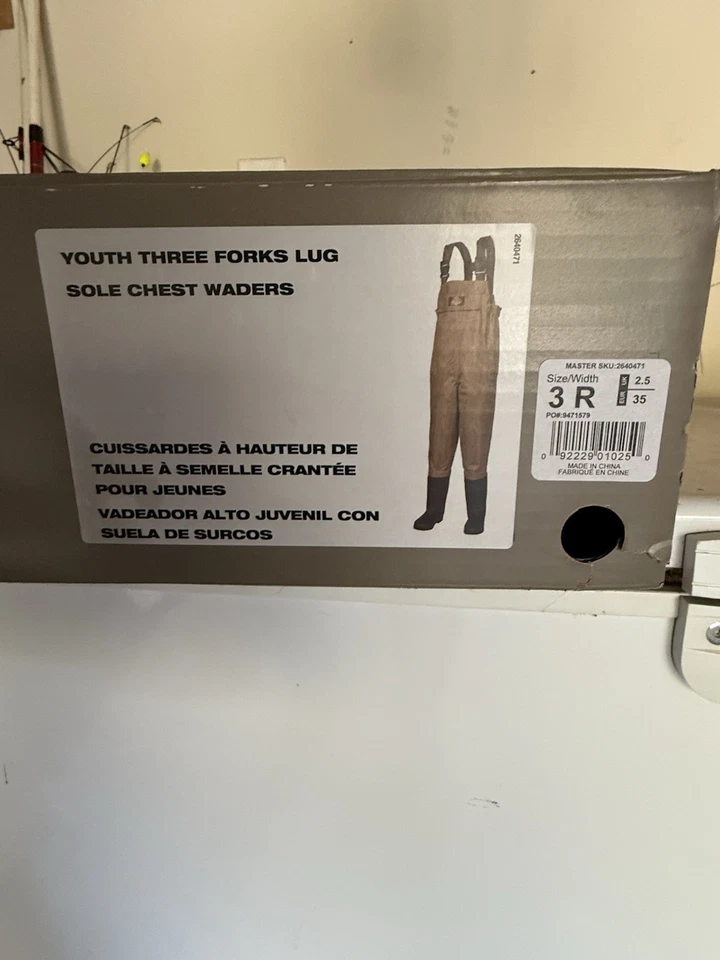 YOUTH THREE FORKS LUG
SOLE CHEST WADERS
2640471
CUISSARDES À HAUTEUR DE
TAILLE À SEMELLE CRANTÉE
POUR JEUNES
VADEADOR ALTO JUVENIL CON
SUELA DE SURCOS
MASTER SKU:2640471
Size/Width
3 R
UK 2.5
EUR 35
PO#:9471579
0 92229 01025 0
MADE IN CHINA
FABRIQUÉ EN CHINE